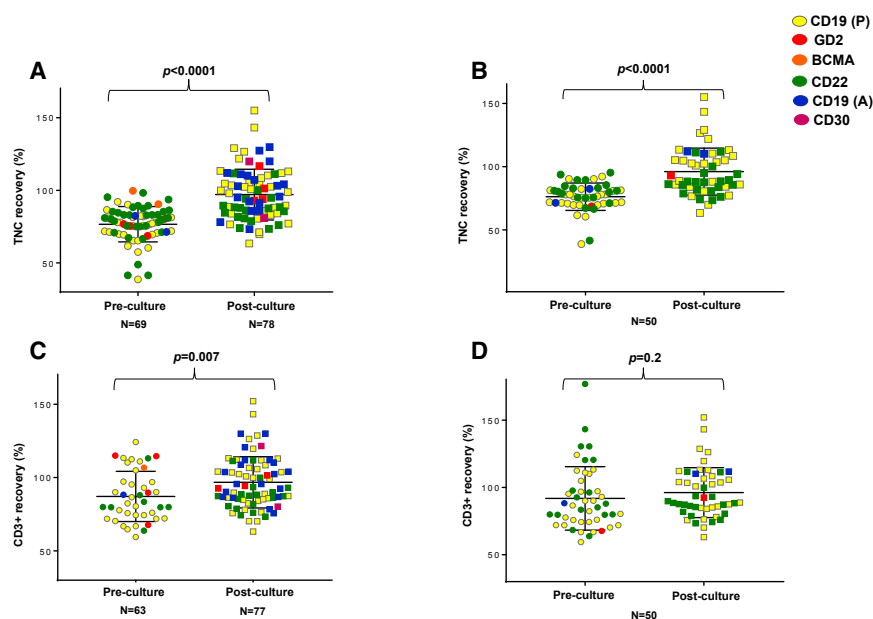 CD19 (P)
GD2
BCMA
CD22
CD19 (A)
CD30
A
p<0.0001
TNC recovery (%)
150
100
50
Pre-culture
Post-culture
N=69
N=78
B
p<0.0001
TNC recovery (%)
150
100
50
Pre-culture
Post-culture
N=50
C
p=0.007
CD3+ recovery (%)
150
100
50
Pre-culture
Post-culture
N=63
N=77
D
p=0.2
CD3+ recovery (%)
150
100
50
Pre-culture
Post-culture
N=50